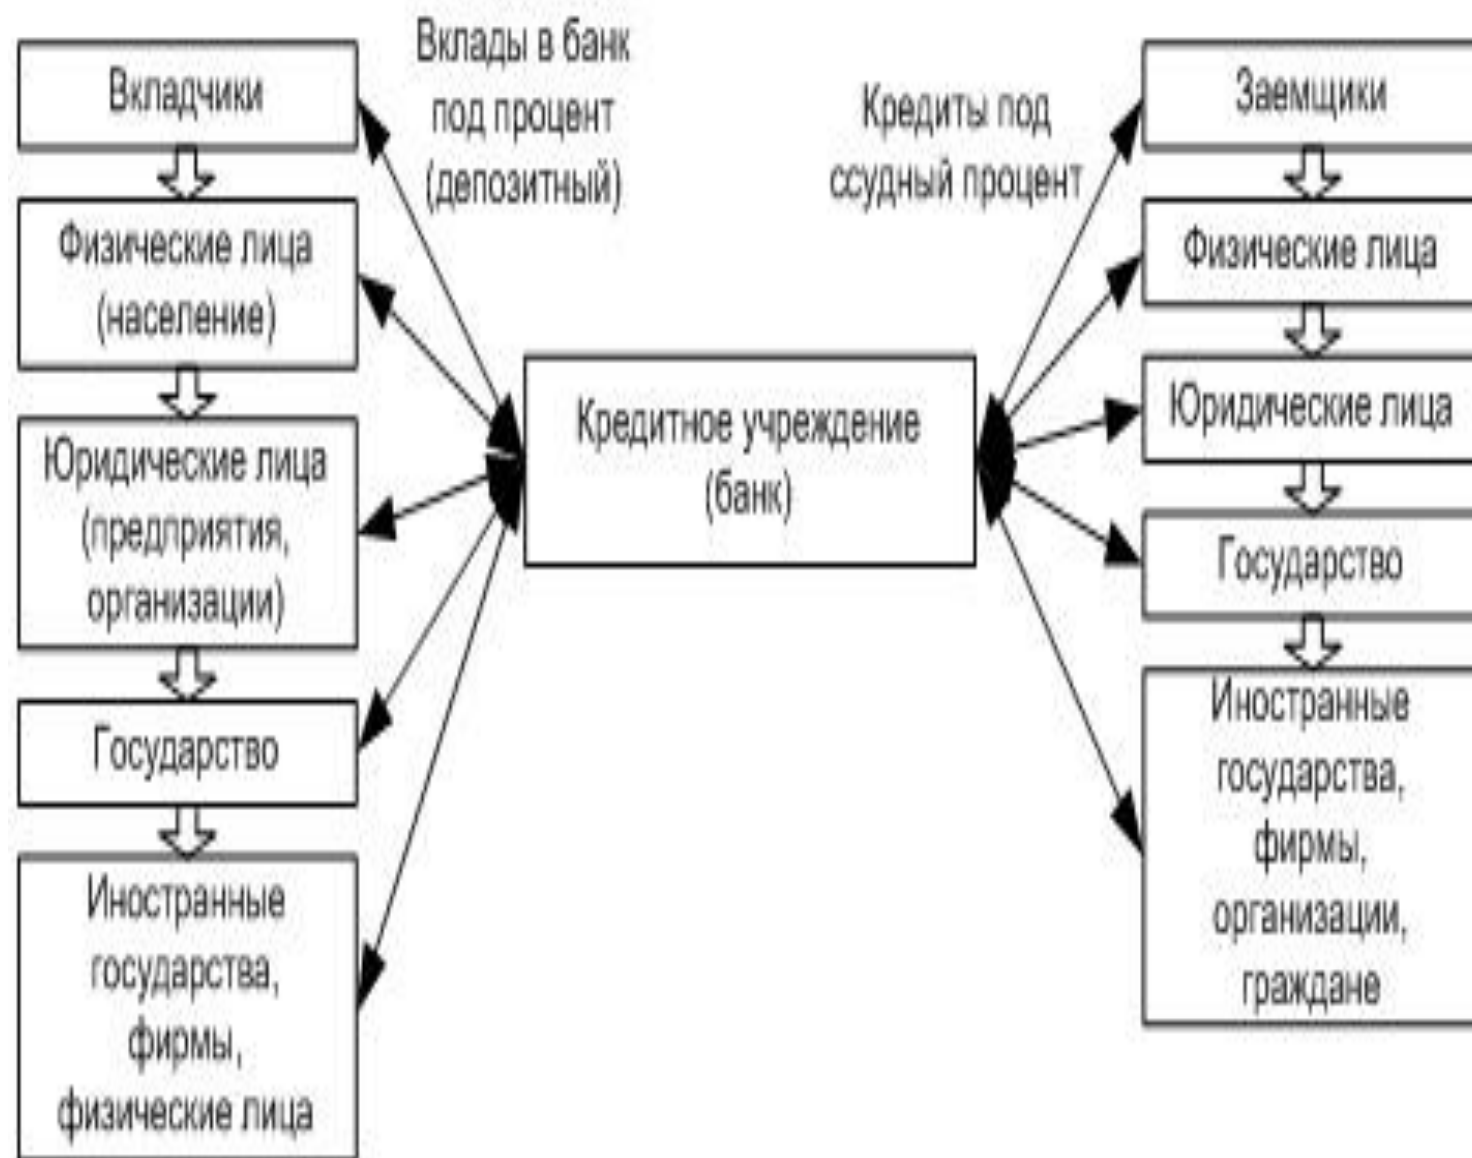 Вкладчики
Физические лица
(население)
Юридические лица
(предприятия,
организации)
Государство
Иностранные
государства,
фирмы,
физические лица
Вклады в банк
под процент
(депозитный)
Кредитное учреждение
(банк)
Кредиты под
ссудный процент
Заемщики
Физические лица
Юридические лица
Государство
Иностранные
государства,
фирмы,
организации,
граждане